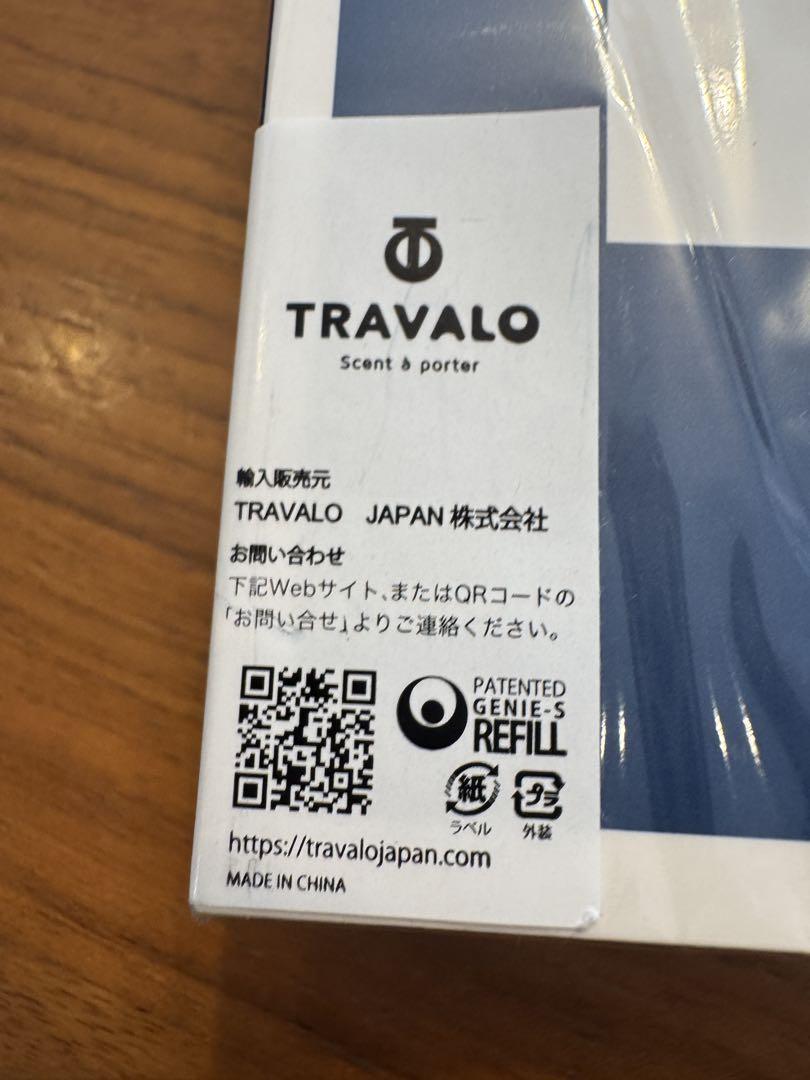 TRAVALO
Scent à porter
輸入販売元
TRAVALO JAPAN 株式会社
お問い合わせ
下記Webサイト、またはQRコードの
「お問い合せ」よりご連絡ください。
PATENTED
GENIE-S
REFILL
紙
プラ
ラベル
外装
https://travalojapan.com
MADE IN CHINA